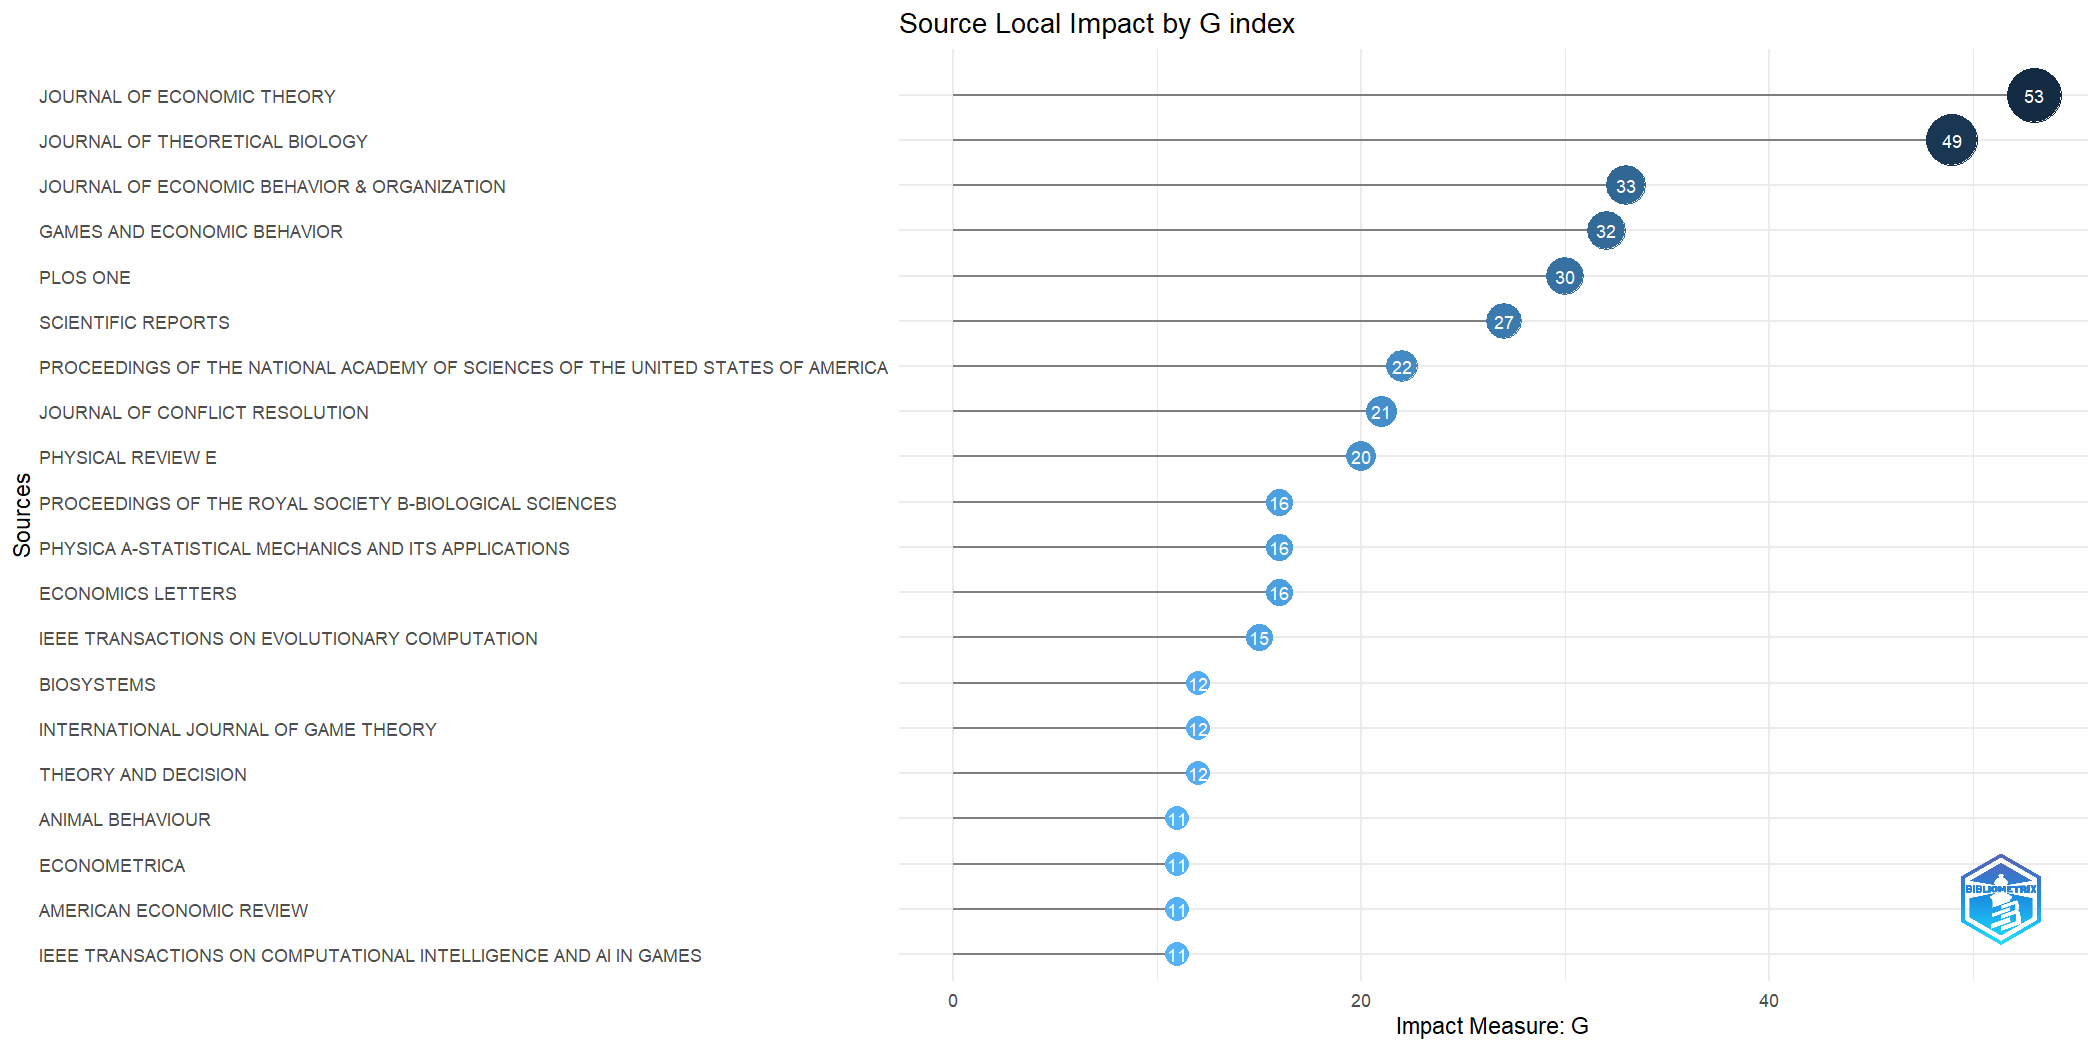 Source Local Impact by G index
JOURNAL OF ECONOMIC THEORY 53
JOURNAL OF THEORETICAL BIOLOGY 49
JOURNAL OF ECONOMIC BEHAVIOR & ORGANIZATION 33
GAMES AND ECONOMIC BEHAVIOR 32
PLOS ONE 30
SCIENTIFIC REPORTS 27
PROCEEDINGS OF THE NATIONAL ACADEMY OF SCIENCES OF THE UNITED STATES OF AMERICA 22
JOURNAL OF CONFLICT RESOLUTION 21
PHYSICAL REVIEW E 20
Sources
PROCEEDINGS OF THE ROYAL SOCIETY B-BIOLOGICAL SCIENCES 16
PHYSICA A-STATISTICAL MECHANICS AND ITS APPLICATIONS 16
ECONOMICS LETTERS 16
IEEE TRANSACTIONS ON EVOLUTIONARY COMPUTATION 15
BIOSYSTEMS 12
INTERNATIONAL JOURNAL OF GAME THEORY 12
THEORY AND DECISION 12
ANIMAL BEHAVIOUR 11
ECONOMETRICA 11
BIBLIOMETRIX
AMERICAN ECONOMIC REVIEW 11
IEEE TRANSACTIONS ON COMPUTATIONAL INTELLIGENCE AND AI IN GAMES 11
0 20 40
Impact Measure: G